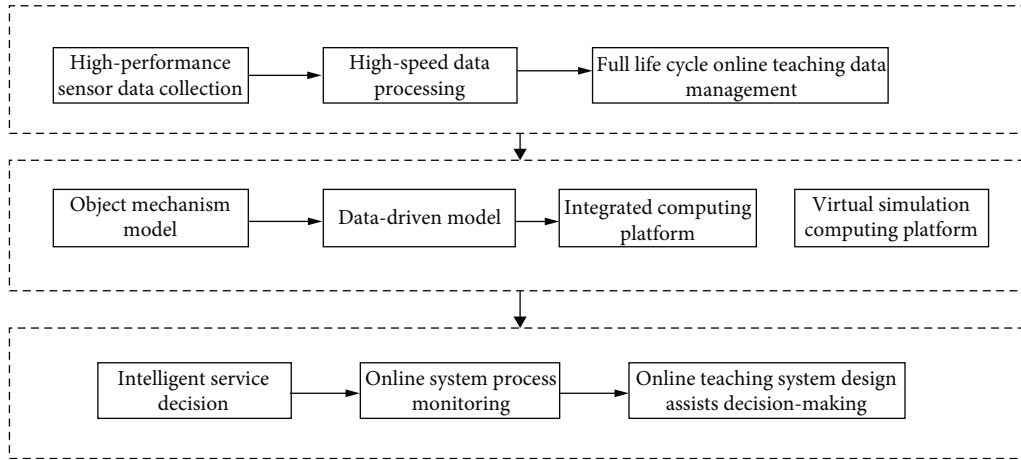 High-performance
sensor data collection
High-speed data
processing
Full life cycle online teaching data
management
Object mechanism
model
Data-driven model
Integrated computing
platform
Virtual simulation
computing platform
Intelligent service
decision
Online system process
monitoring
Online teaching system design
assists decision-making